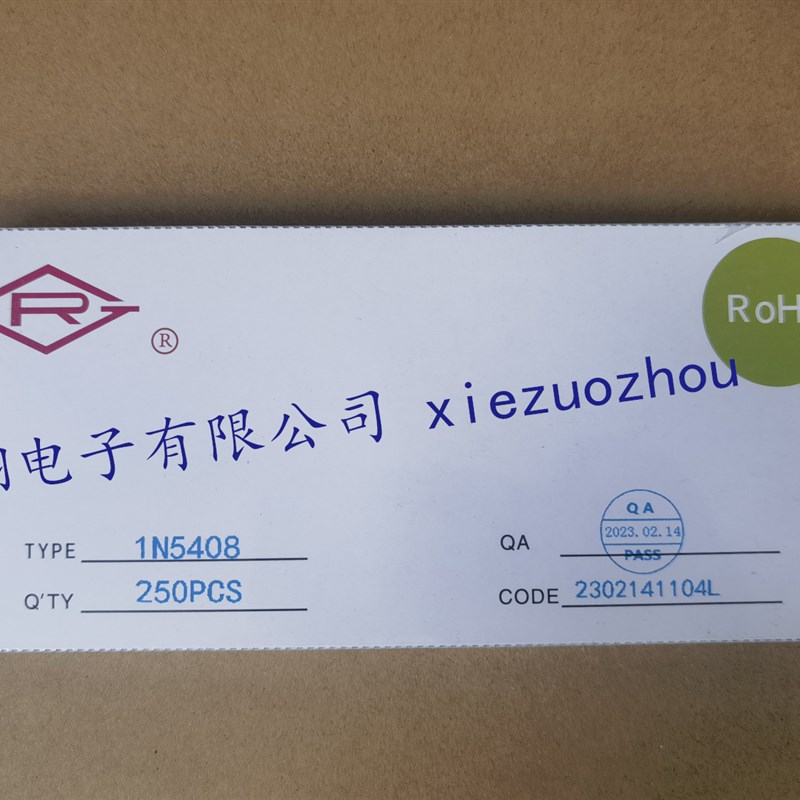 R
®
RoH
电子有限公司 xiezuozhou
TYPE 1N5408
Q'TY 250PCS
QA
QA
2023.02.14
PASS
CODE 2302141104L